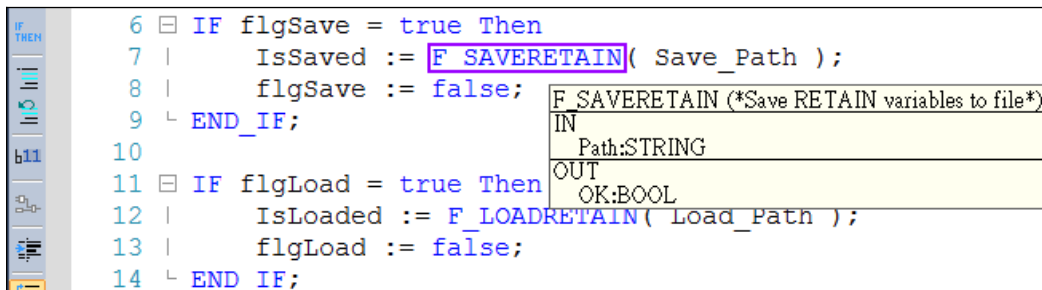 IF
THEN
b11
6 IF flgSave = true Then
7 IsSaved := F_SAVERETAIN( Save_Path );
8 flgSave := false;
9 END_IF;
10
11 IF flgLoad = true Then
12 IsLoaded := F_LOADRETAIN( Load_Path );
13 flgLoad := false;
14 END_IF;
F_SAVERETAIN (*Save RETAIN variables to file*)
IN
Path:STRING
OUT
OK:BOOL